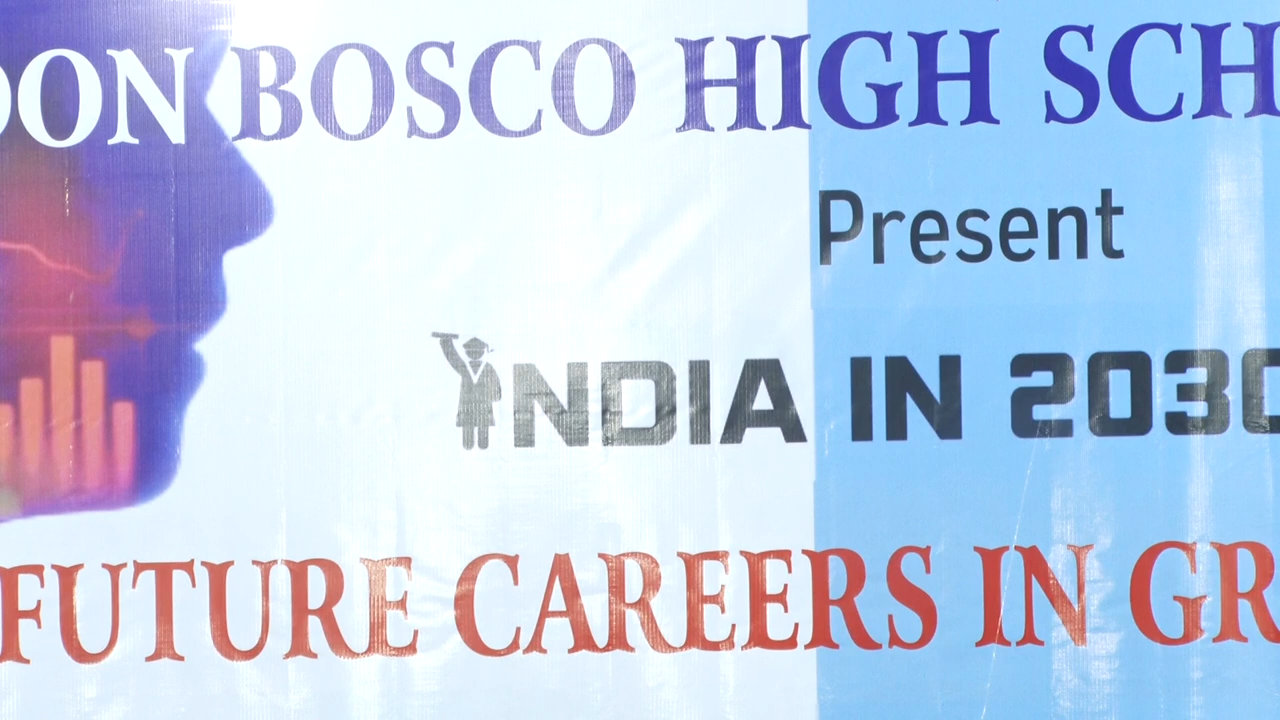 DON BOSCO HIGH SCH
Present
INDIA IN 2030
FUTURE CAREERS IN GR